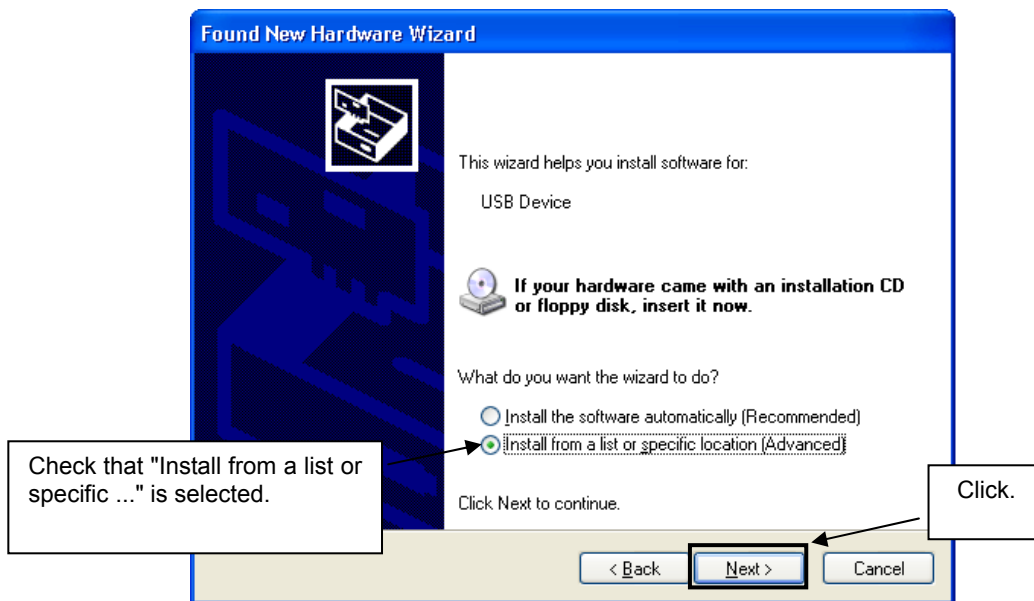 Found New Hardware Wizard
This wizard helps you install software for:
USB Device
If your hardware came with an installation CD
or floppy disk, insert it now.
What do you want the wizard to do?
Install the software automatically (Recommended)
Install from a list or specific location (Advanced)
Check that "Install from a list or
specific ..." is selected.
Click Next to continue.
Click.
< Back
Next >
Cancel